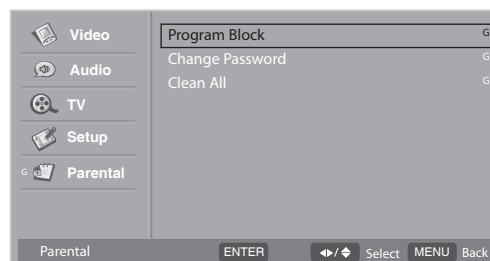 Video
Audio
TV
Setup
G Parental
Program Block G
Change Password G
Clean All G
Parental ENTER Select MENU Back